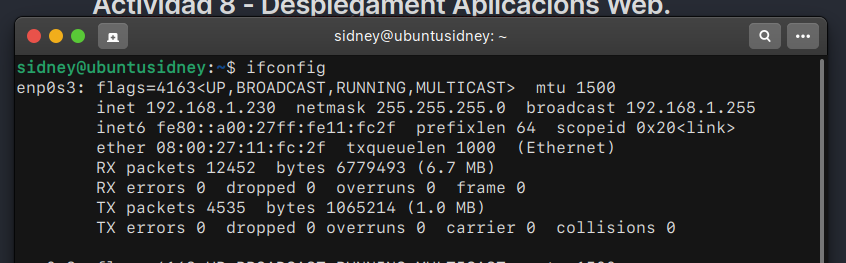 Actividad 8 - Desplegament Aplicacions Web.
sidney@ubuntusidney: ~
sidney@ubuntusidney:~$ ifconfig
enp0s3: flags=4163<UP,BROADCAST,RUNNING,MULTICAST>  mtu 1500
        inet 192.168.1.230  netmask 255.255.255.0  broadcast 192.168.1.255
        inet6 fe80::a00:27ff:fe11:fc2f  prefixlen 64  scopeid 0x20<link>
        ether 08:00:27:11:fc:2f  txqueuelen 1000  (Ethernet)
        RX packets 12452  bytes 6779493 (6.7 MB)
        RX errors 0  dropped 0  overruns 0  frame 0
        TX packets 4535  bytes 1065214 (1.0 MB)
        TX errors 0  dropped 0 overruns 0  carrier 0  collisions 0